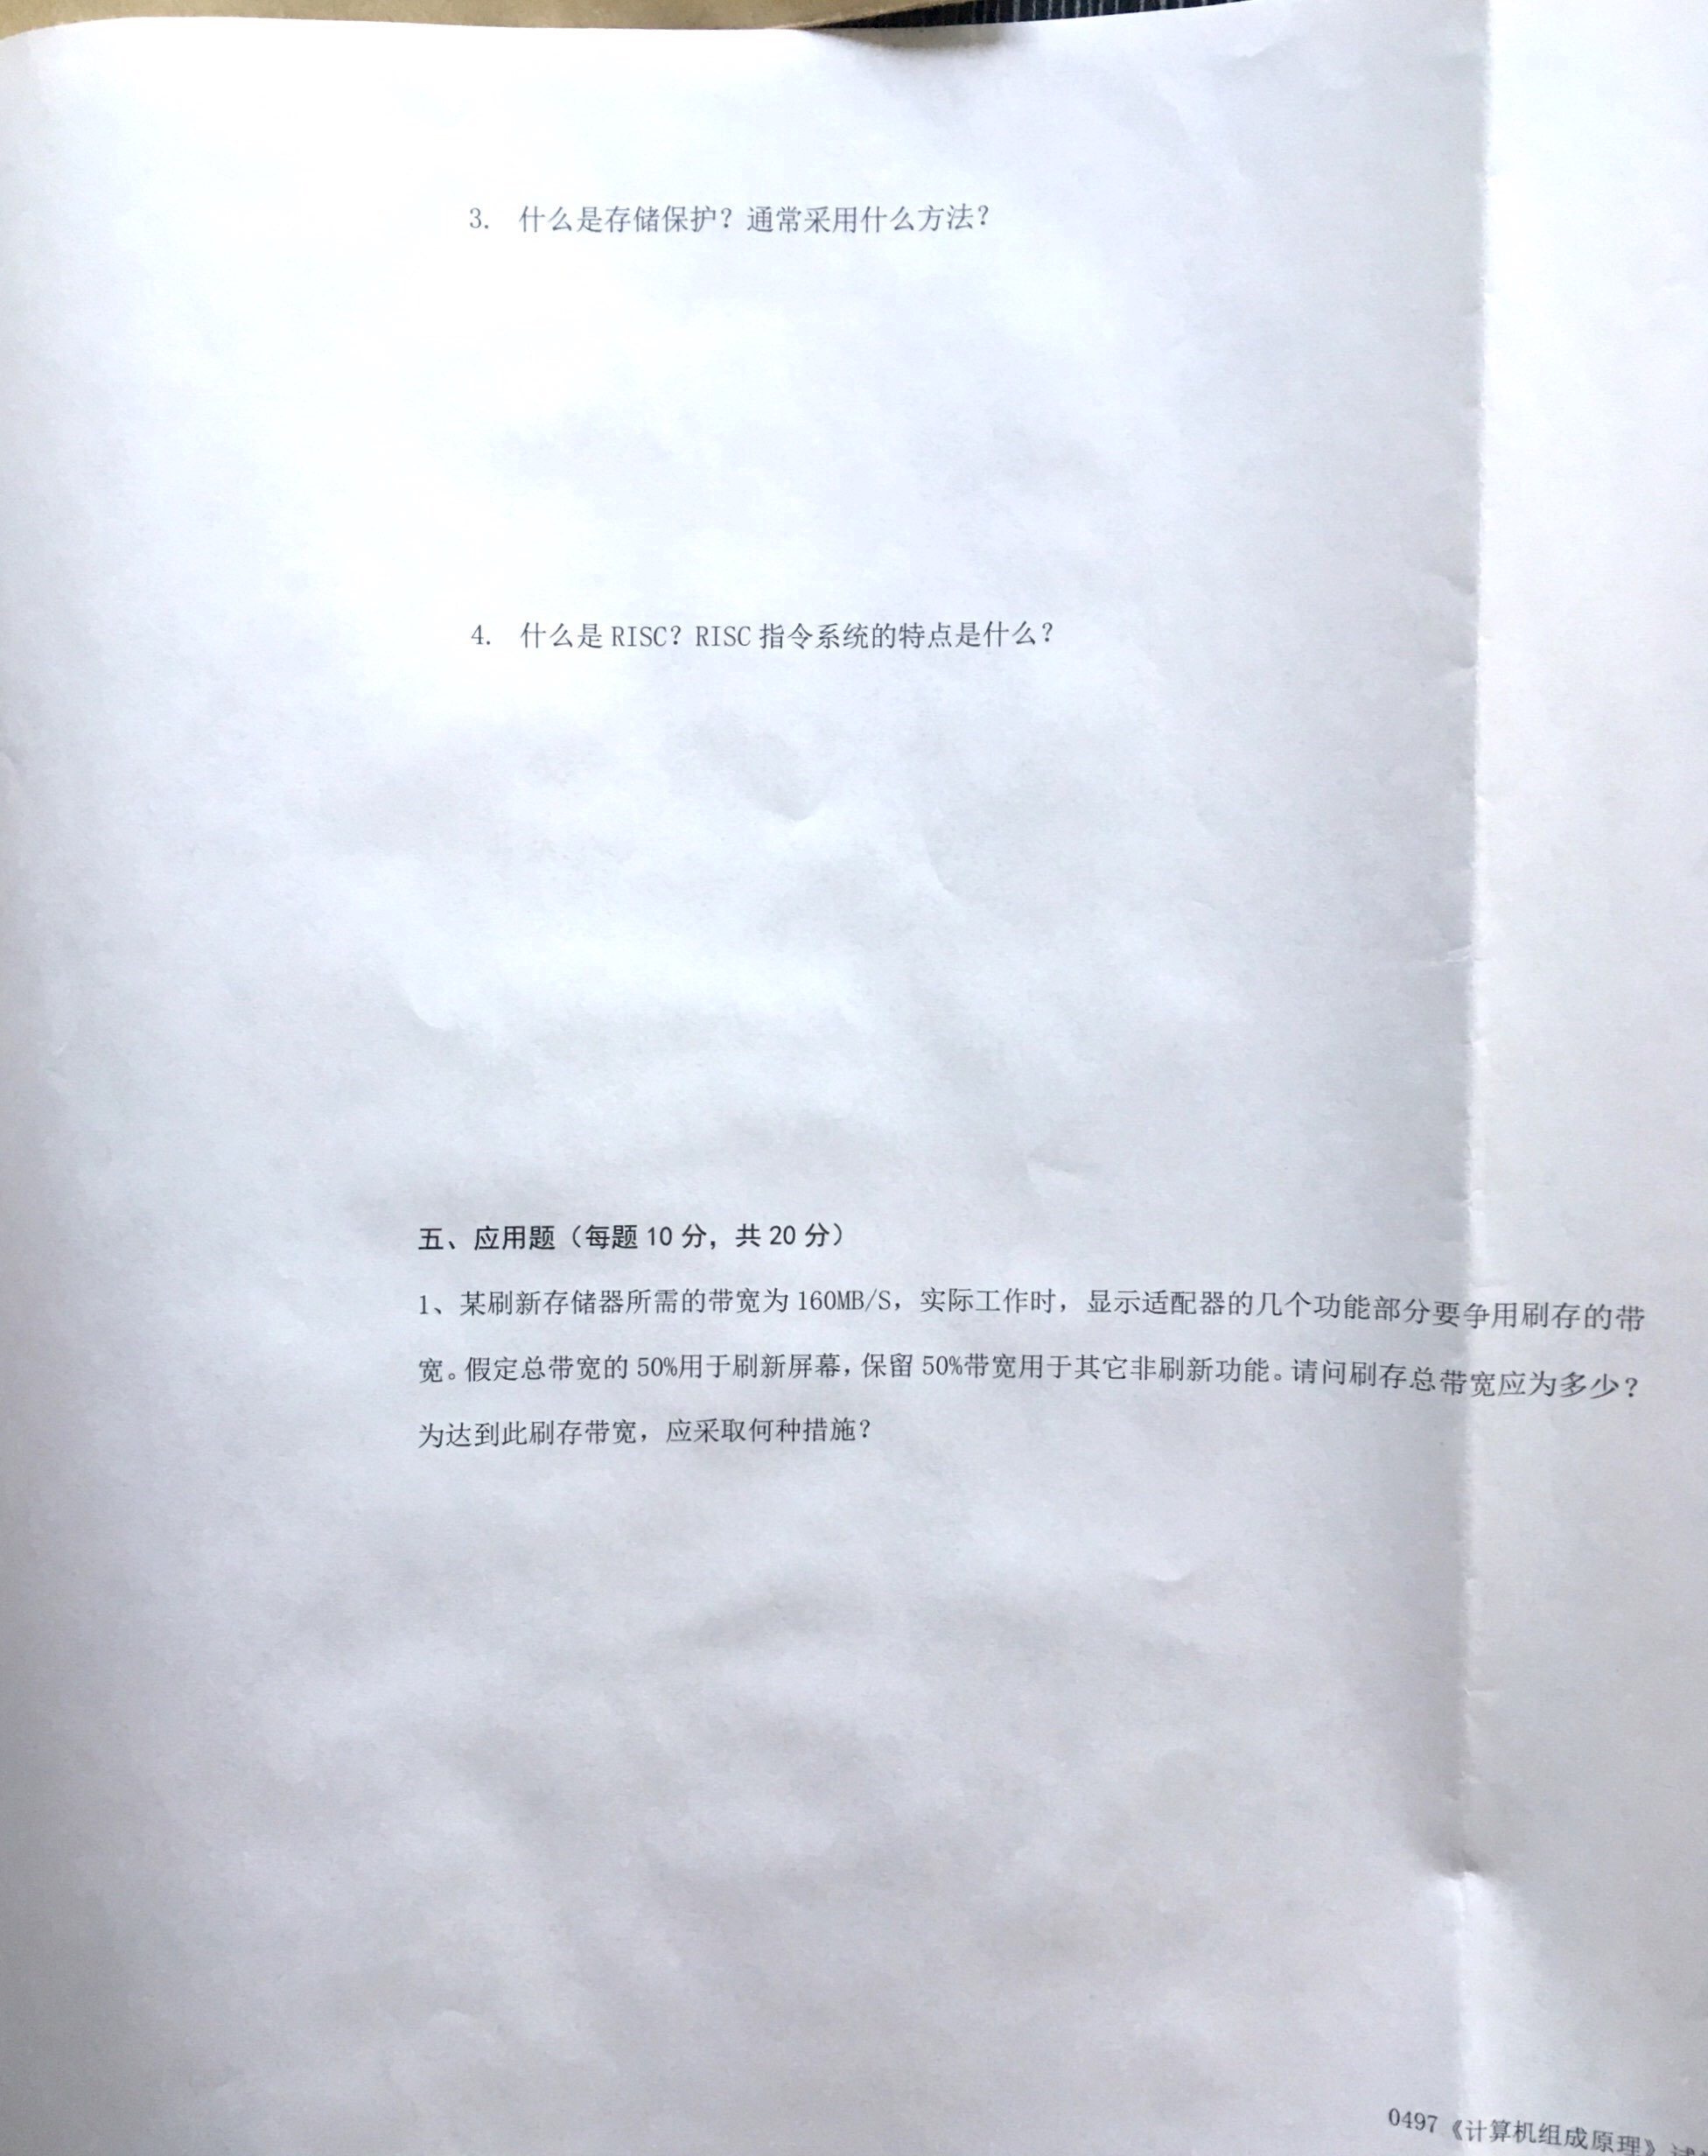 3. 什么是存储保护？通常采用什么方法？
4. 什么是 RISC？RISC 指令系统的特点是什么？
五、应用题（每题 10 分，共 20 分）
1、某刷新存储器所需的带宽为 160MB/S，实际工作时，显示适配器的几个功能部分要争用刷存的带
宽。假定总带宽的 50%用于刷新屏幕，保留 50%带宽用于其它非刷新功能。请问刷存总带宽应为多少？
为达到此刷存带宽，应采取何种措施？
0497《计算机组成原理》